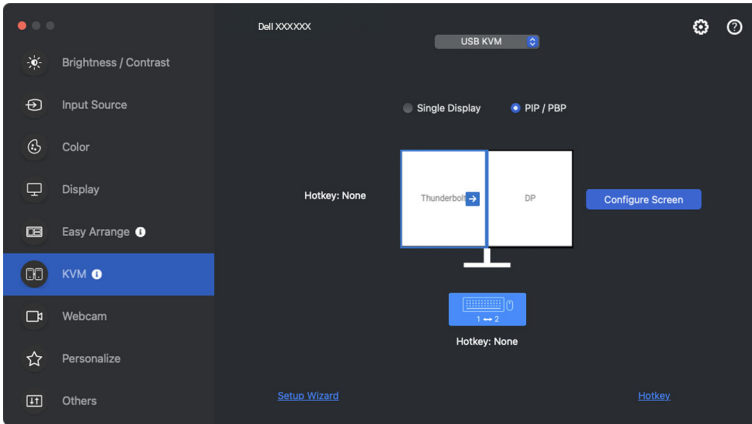 Dell XXXXXX
USB KVM
Brightness / Contrast
Input Source
Color
Display
Easy Arrange
KVM
Webcam
Personalize
Others
Single Display
PIP / PBP
Hotkey: None
Thunderbolt
DP
Configure Screen
1 ↔ 2
Hotkey: None
Setup Wizard
Hotkey